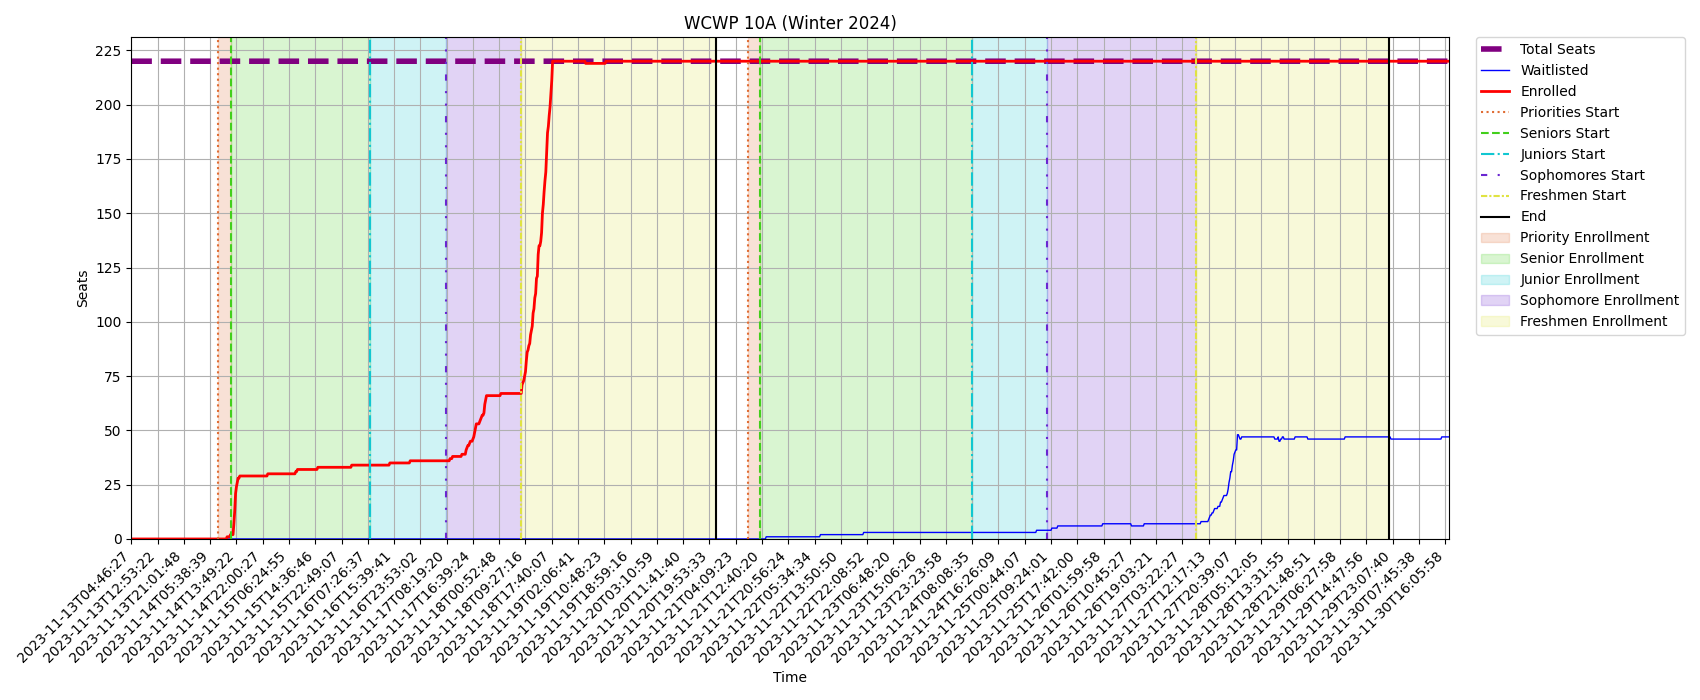 WCWP 10A (Winter 2024)
225
200
175
150
125
100
75
50
25
0
Seats
2023-11-13T04:46:27
2023-11-13T12:53:22
2023-11-13T21:01:48
2023-11-14T05:38:39
2023-11-14T13:49:22
2023-11-14T22:00:27
2023-11-15T06:24:55
2023-11-15T14:36:46
2023-11-15T22:49:07
2023-11-16T07:26:37
2023-11-16T15:39:41
2023-11-16T23:53:02
2023-11-17T08:19:20
2023-11-17T16:39:24
2023-11-18T00:52:48
2023-11-18T09:27:16
2023-11-18T17:40:07
2023-11-19T02:06:41
2023-11-19T10:48:23
2023-11-19T18:59:16
2023-11-20T03:10:59
2023-11-20T11:41:40
2023-11-20T19:53:33
2023-11-21T04:09:23
2023-11-21T12:40:20
2023-11-21T20:56:24
2023-11-22T05:34:34
2023-11-22T13:50:50
2023-11-22T22:08:52
2023-11-23T06:48:20
2023-11-23T15:06:26
2023-11-23T23:23:58
2023-11-24T08:08:35
2023-11-24T16:26:09
2023-11-25T00:44:07
2023-11-25T09:24:01
2023-11-25T17:42:00
2023-11-26T01:59:58
2023-11-26T10:45:27
2023-11-26T19:03:21
2023-11-27T03:22:27
2023-11-27T12:17:13
2023-11-27T20:39:07
2023-11-28T05:12:05
2023-11-28T13:31:55
2023-11-28T21:48:51
2023-11-29T06:27:58
2023-11-29T14:47:56
2023-11-29T23:07:40
2023-11-30T07:45:38
2023-11-30T16:05:58
Time
Total Seats
Waitlisted
Enrolled
Priorities Start
Seniors Start
Juniors Start
Sophomores Start
Freshmen Start
End
Priority Enrollment
Senior Enrollment
Junior Enrollment
Sophomore Enrollment
Freshmen Enrollment